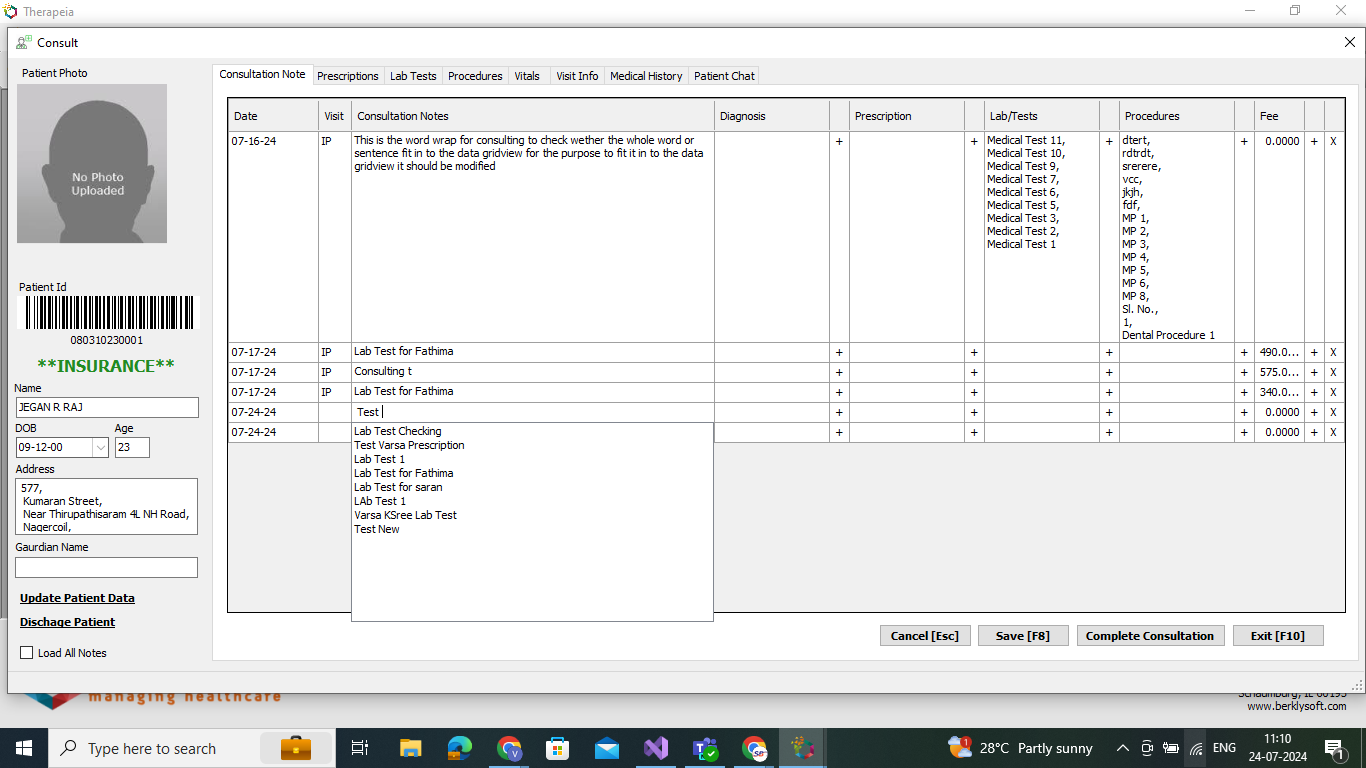 Therapeia
Consult
Patient Photo
No Photo
Uploaded
Patient Id
080310230001
**INSURANCE**
Name
JEGAN R RAJ
DOB Age
09-12-00 23
Address
577,
Kumaran Street,
Near Thirupathisaram 4L NH Road,
Nagercoil,
Gaurdian Name
Update Patient Data
Dischage Patient
Load All Notes
Consultation Note Prescriptions Lab Tests Procedures Vitals Visit Info Medical History Patient Chat
Date Visit Consultation Notes Diagnosis Prescription Lab/Tests Procedures Fee
07-16-24 IP
This is the word wrap for consulting to check wether the whole word or
sentence fit in to the data gridview for the purpose to fit it in to the data
gridview it should be modified
+ +
Medical Test 11,
Medical Test 10,
Medical Test 9,
Medical Test 7,
Medical Test 6,
Medical Test 5,
Medical Test 3,
Medical Test 2,
Medical Test 1
+
dtert,
rdtrdt,
srerere,
vcc,
jkjh,
fdf,
MP 1,
MP 2,
MP 3,
MP 4,
MP 5,
MP 6,
MP 8,
Sl. No.,
1,
Dental Procedure 1
+ 0.0000 + X
07-17-24 IP Lab Test for Fathima + + + + 490.0... + X
07-17-24 IP Consulting t + + + + 575.0... + X
07-17-24 IP Lab Test for Fathima + + + + 340.0... + X
07-24-24 Test + + + + 0.0000 + X
07-24-24 + + + + 0.0000 + X
Lab Test Checking
Test Varsa Prescription
Lab Test 1
Lab Test for Fathima
Lab Test for saran
LAb Test 1
Varsa KSree Lab Test
Test New
Cancel [Esc] Save [F8] Complete Consultation Exit [F10]
managing healthcare
Schaumburg, IL 60193
www.berklysoft.com
Type here to search
V
SB
1
28°C Partly sunny
ENG
11:10
24-07-2024
1